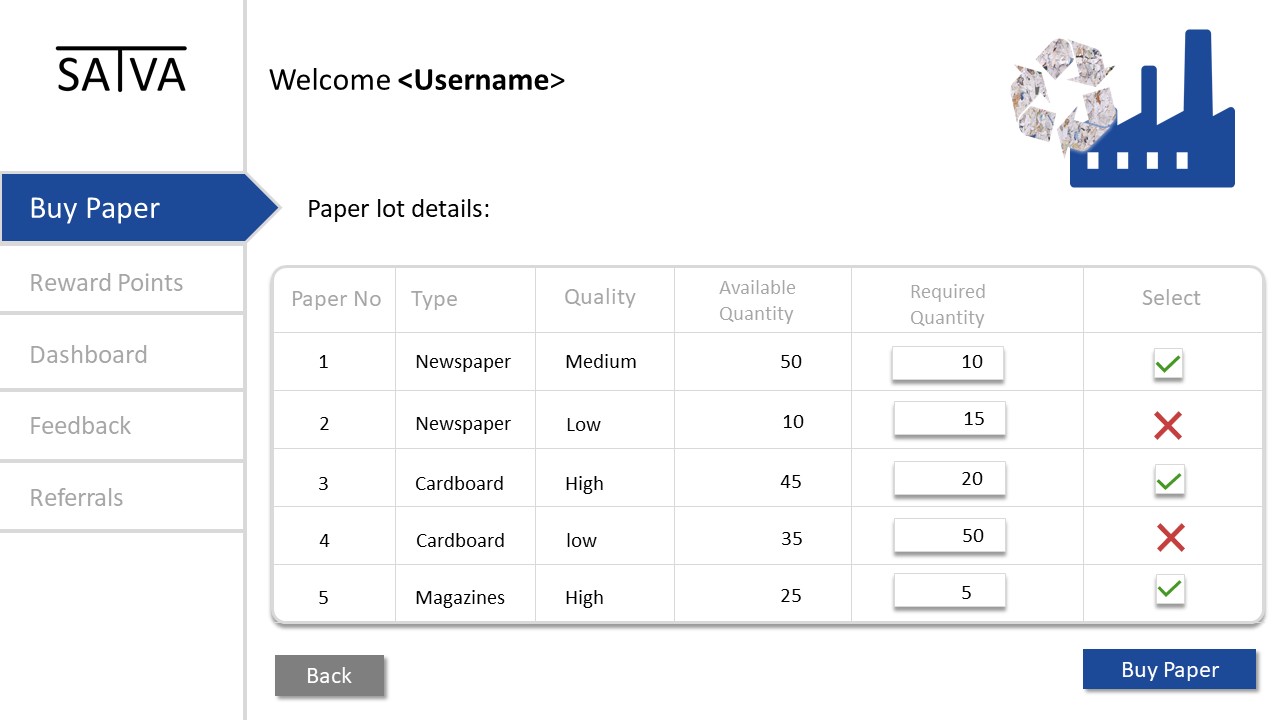 SATVA
Welcome <Username>
Buy Paper
Reward Points
Dashboard
Feedback
Referrals
Paper lot details:
Paper No Type Quality Available Quantity Required Quantity Select
1 Newspaper Medium 50 10
2 Newspaper Low 10 15
3 Cardboard High 45 20
4 Cardboard low 35 50
5 Magazines High 25 5
Back
Buy Paper